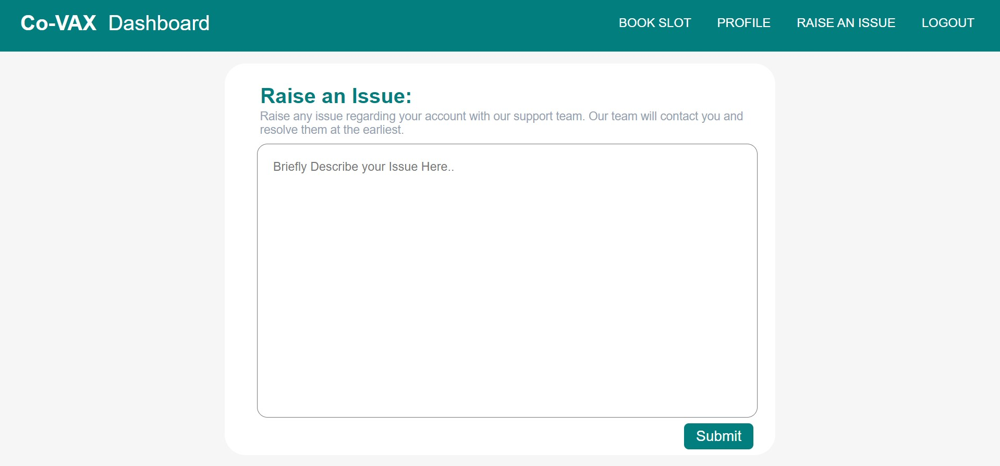 Co-VAX Dashboard
BOOK SLOT PROFILE RAISE AN ISSUE LOGOUT
Raise an Issue:
Raise any issue regarding your account with our support team. Our team will contact you and
resolve them at the earliest.
Briefly Describe your Issue Here..
Submit